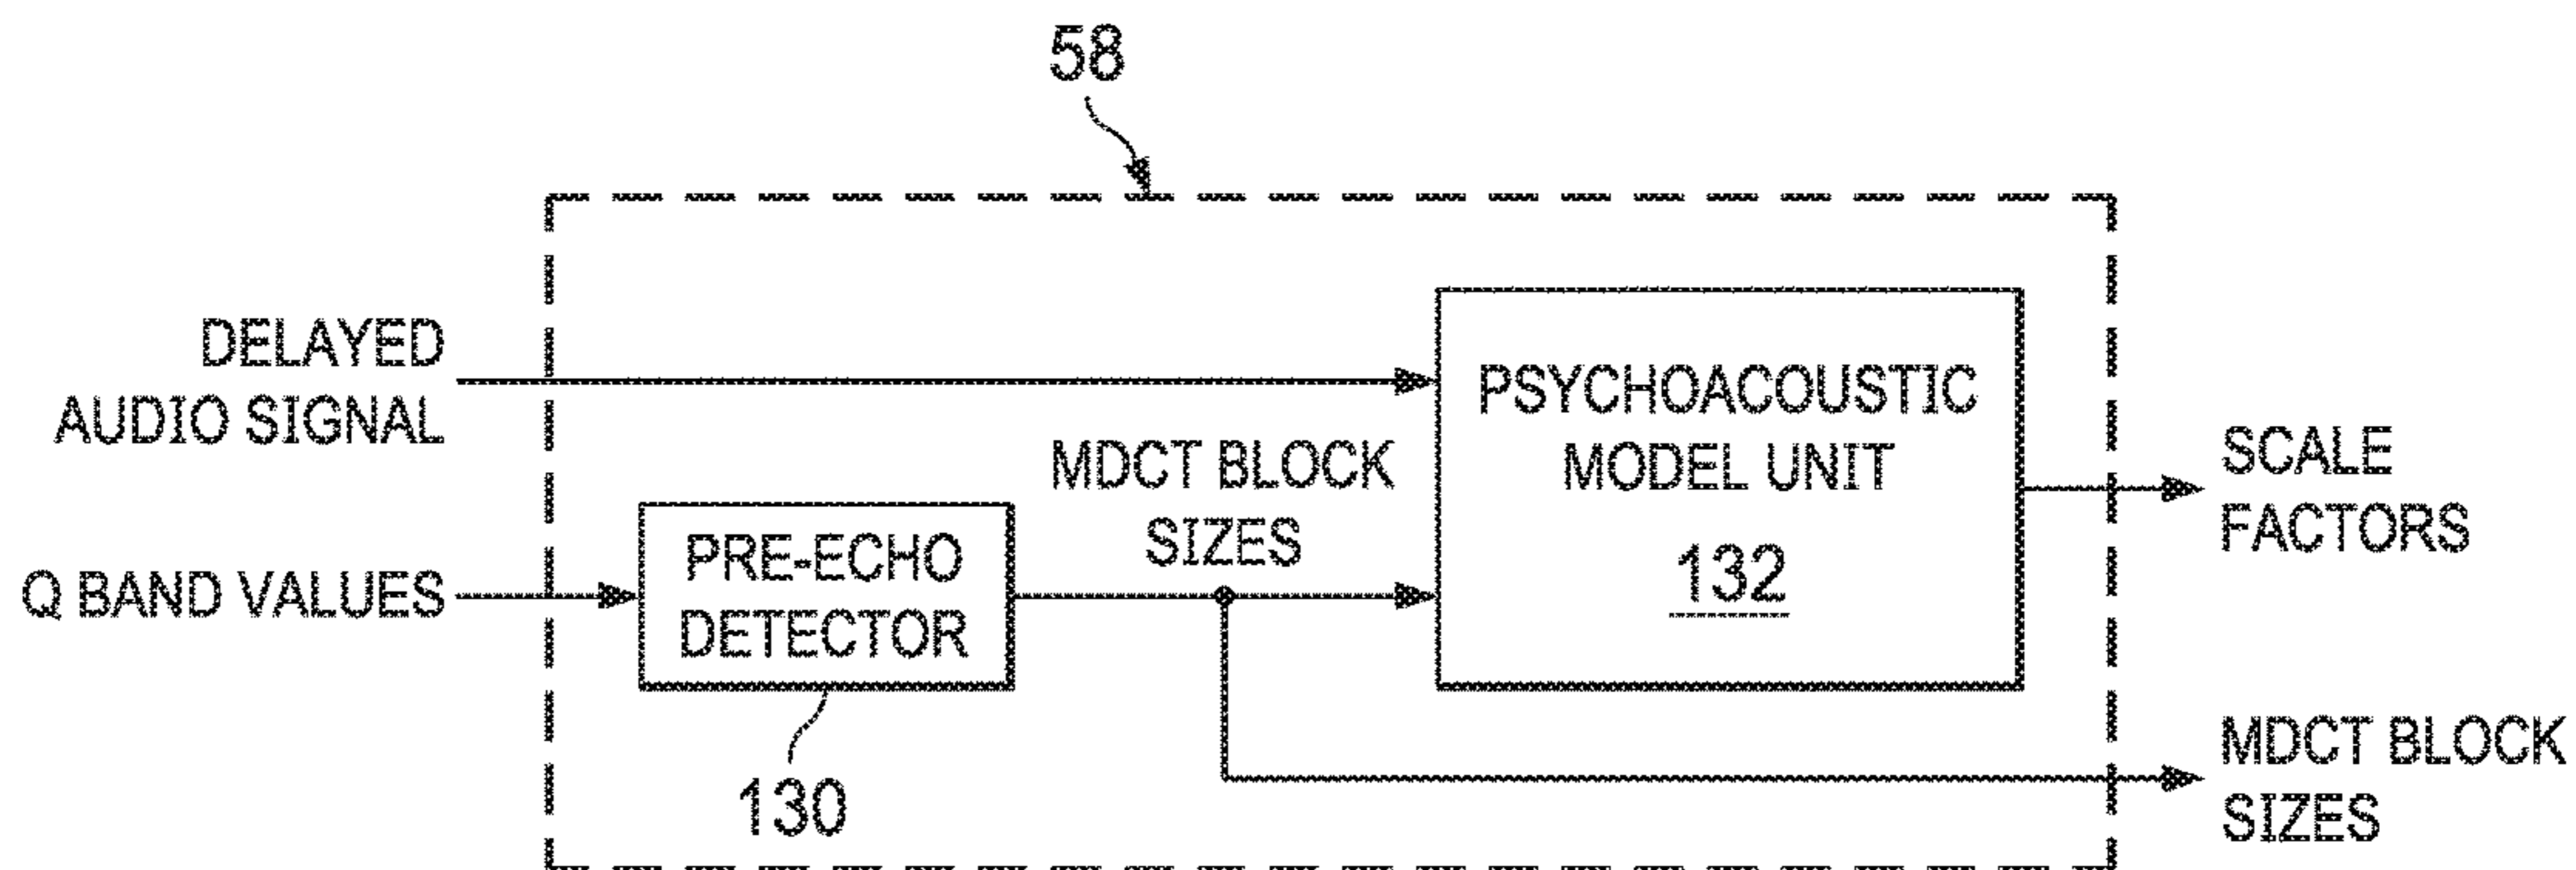 58
DELAYED
AUDIO SIGNAL
Q BAND VALUES
PRE-ECHO
DETECTOR
130
MDCT BLOCK
SIZES
PSYCHOACOUSTIC
MODEL UNIT
132
SCALE
FACTORS
MDCT BLOCK
SIZES